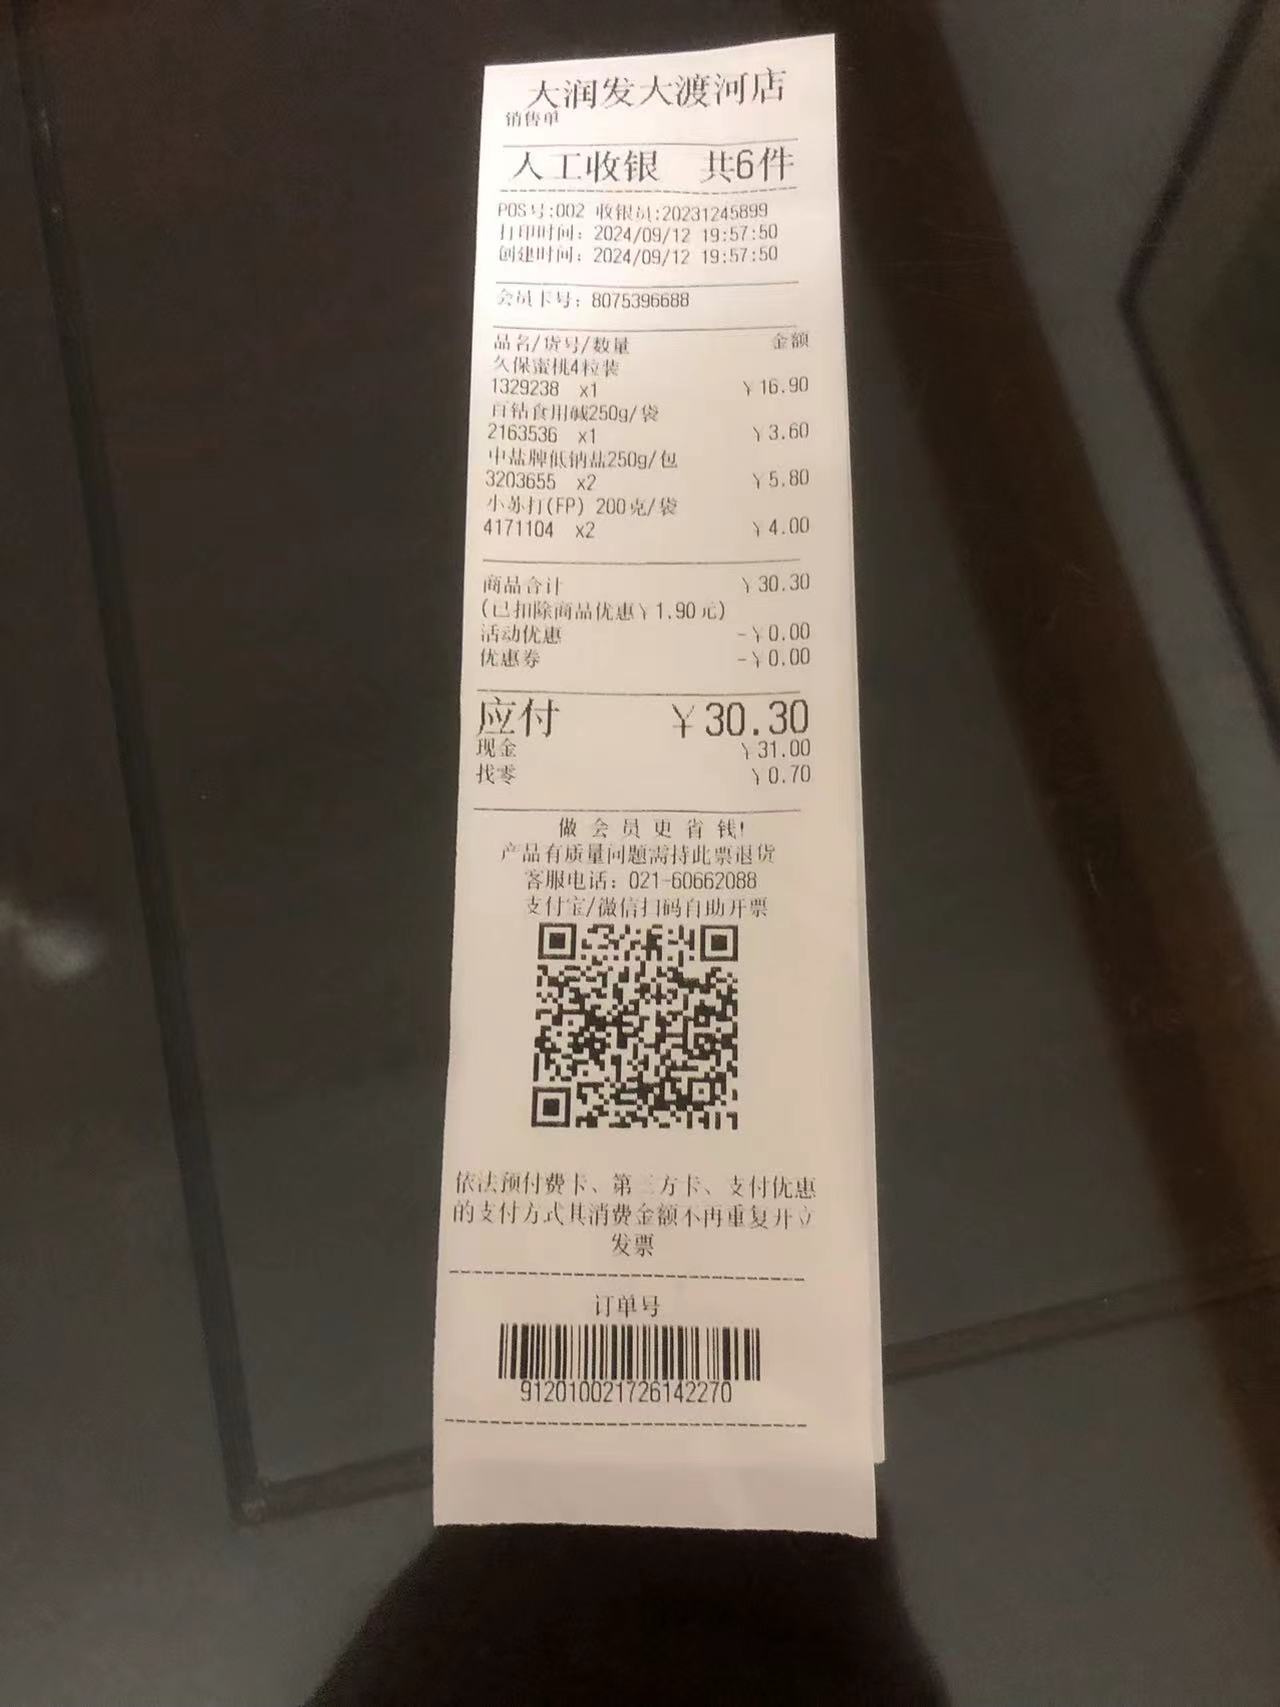 大润发大渡河店
销售单
人工收银 共6件
POS号:002 收银员:20231245899
打印时间：2024/09/12 19:57:50
创建时间：2024/09/12 19:57:50
会员卡号：8075396688
品名/货号/数量 金额
久保蜜桃4粒装
1329238 x1 ¥16.90
百钻食用碱250g/袋
2163536 x1 ¥3.60
中盐牌低钠盐250g/包
3203655 x2 ¥5.80
小苏打(FP) 200克/袋
4171104 x2 ¥4.00
商品合计 ¥30.30
(已扣除商品优惠¥1.90元)
活动优惠 -¥0.00
优惠券 -¥0.00
应付 ¥30.30
现金 ¥31.00
找零 ¥0.70
做会员更省钱!
产品有质量问题需持此票退货
客服电话：021-60662088
支付宝/微信扫码自助开票
依法预付费卡、第三方卡、支付优惠
的支付方式其消费金额不再重复开立
发票
订单号
912010021726142270